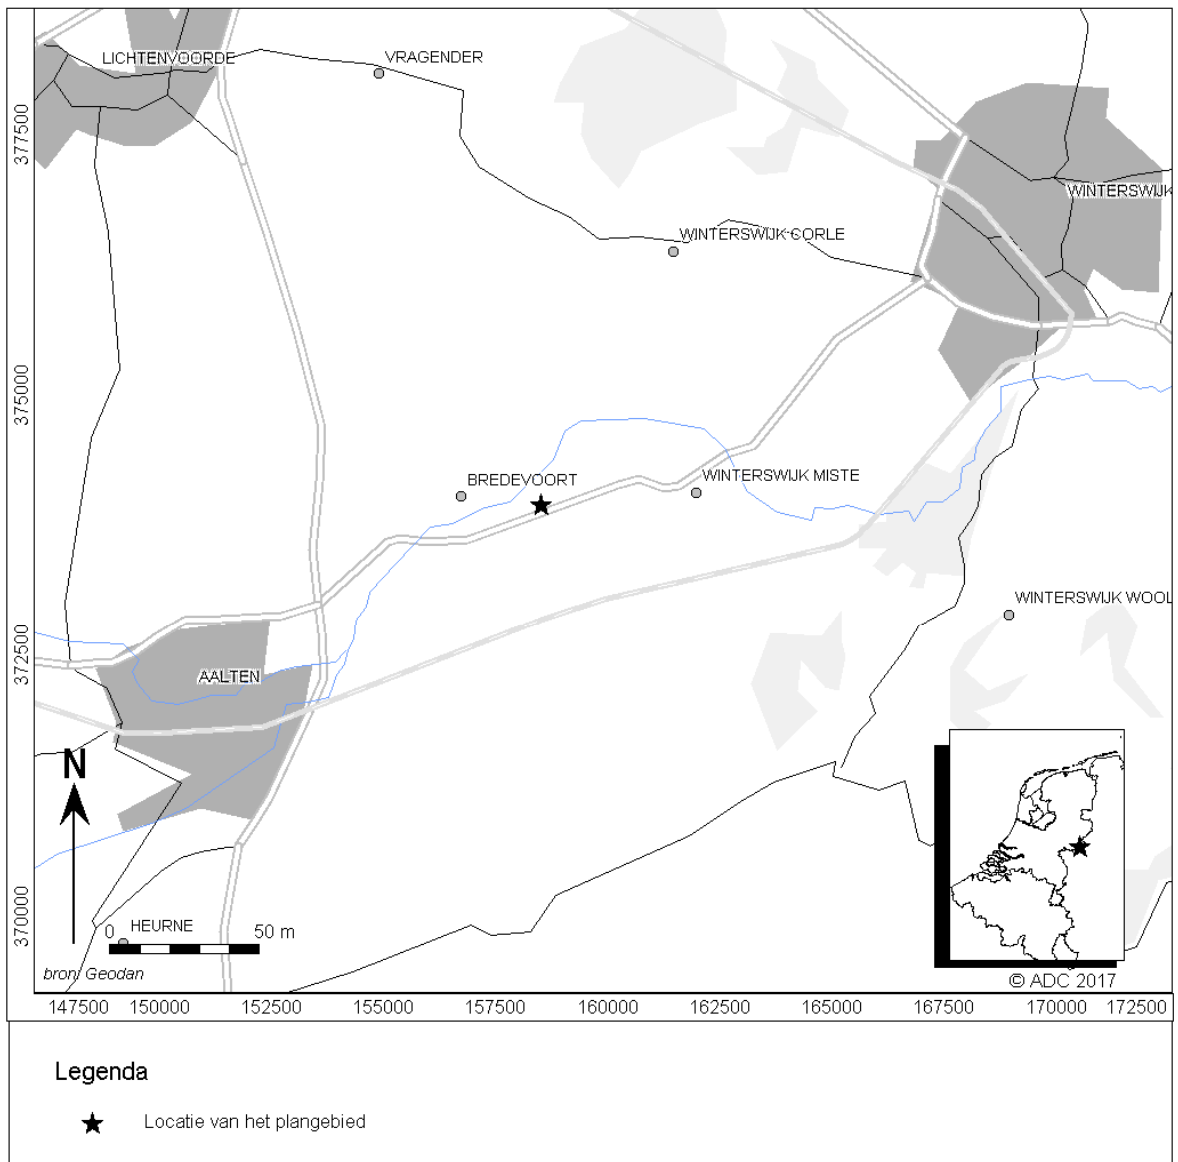 LICHTENVOORDE
VRAGENDER
377500
WINTERSWIJK
WINTERSWIJK CORLE
375000
BREDEVOORT
WINTERSWIJK MISTE
WINTERSWIJK WOOL
372500
AALTEN
N
370000
HEURNE
0 50 m
bron: Geodan
© ADC 2017
147500 150000 152500 155000 157500 160000 162500 165000 167500 170000 172500
Legenda
Locatie van het plangebied